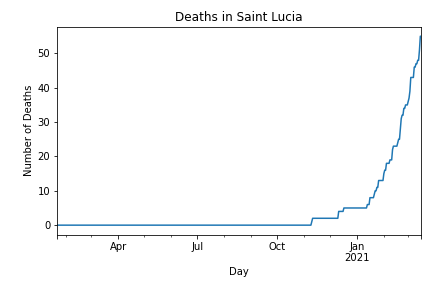 Deaths in Saint Lucia
Number of Deaths
50
40
30
20
10
0
Apr
Jul
Oct
Jan
2021
Day